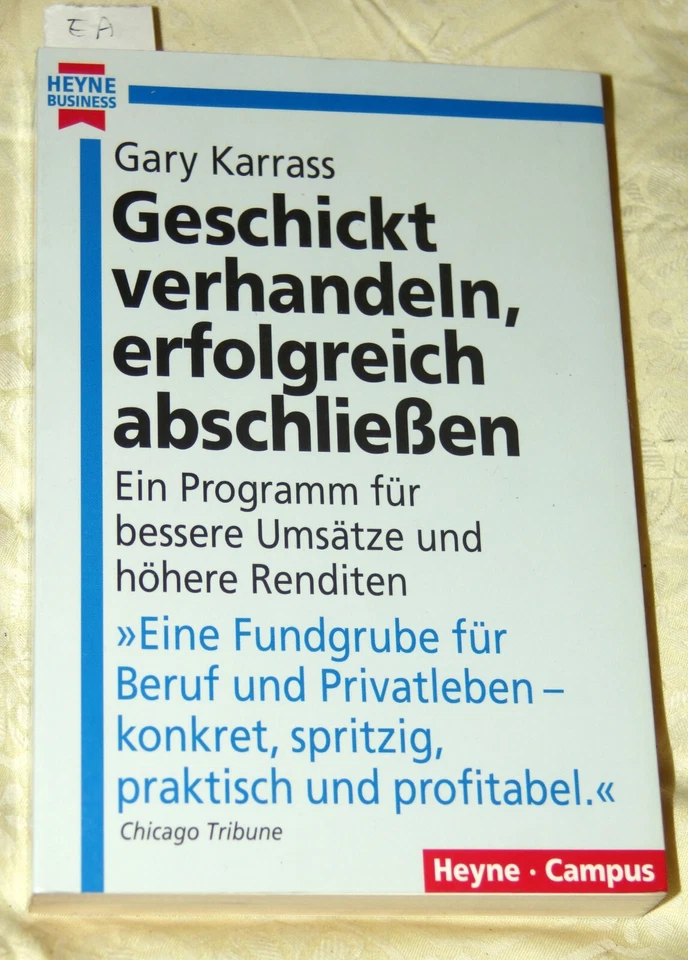 EA
HEYNE
BUSINESS
Gary Karrass
Geschickt
verhandeln,
erfolgreich
abschließen
Ein Programm für
bessere Umsätze und
höhere Renditen
»Eine Fundgrube für
Beruf und Privatleben –
konkret, spritzig,
praktisch und profitabel.«
Chicago Tribune
Heyne · Campus